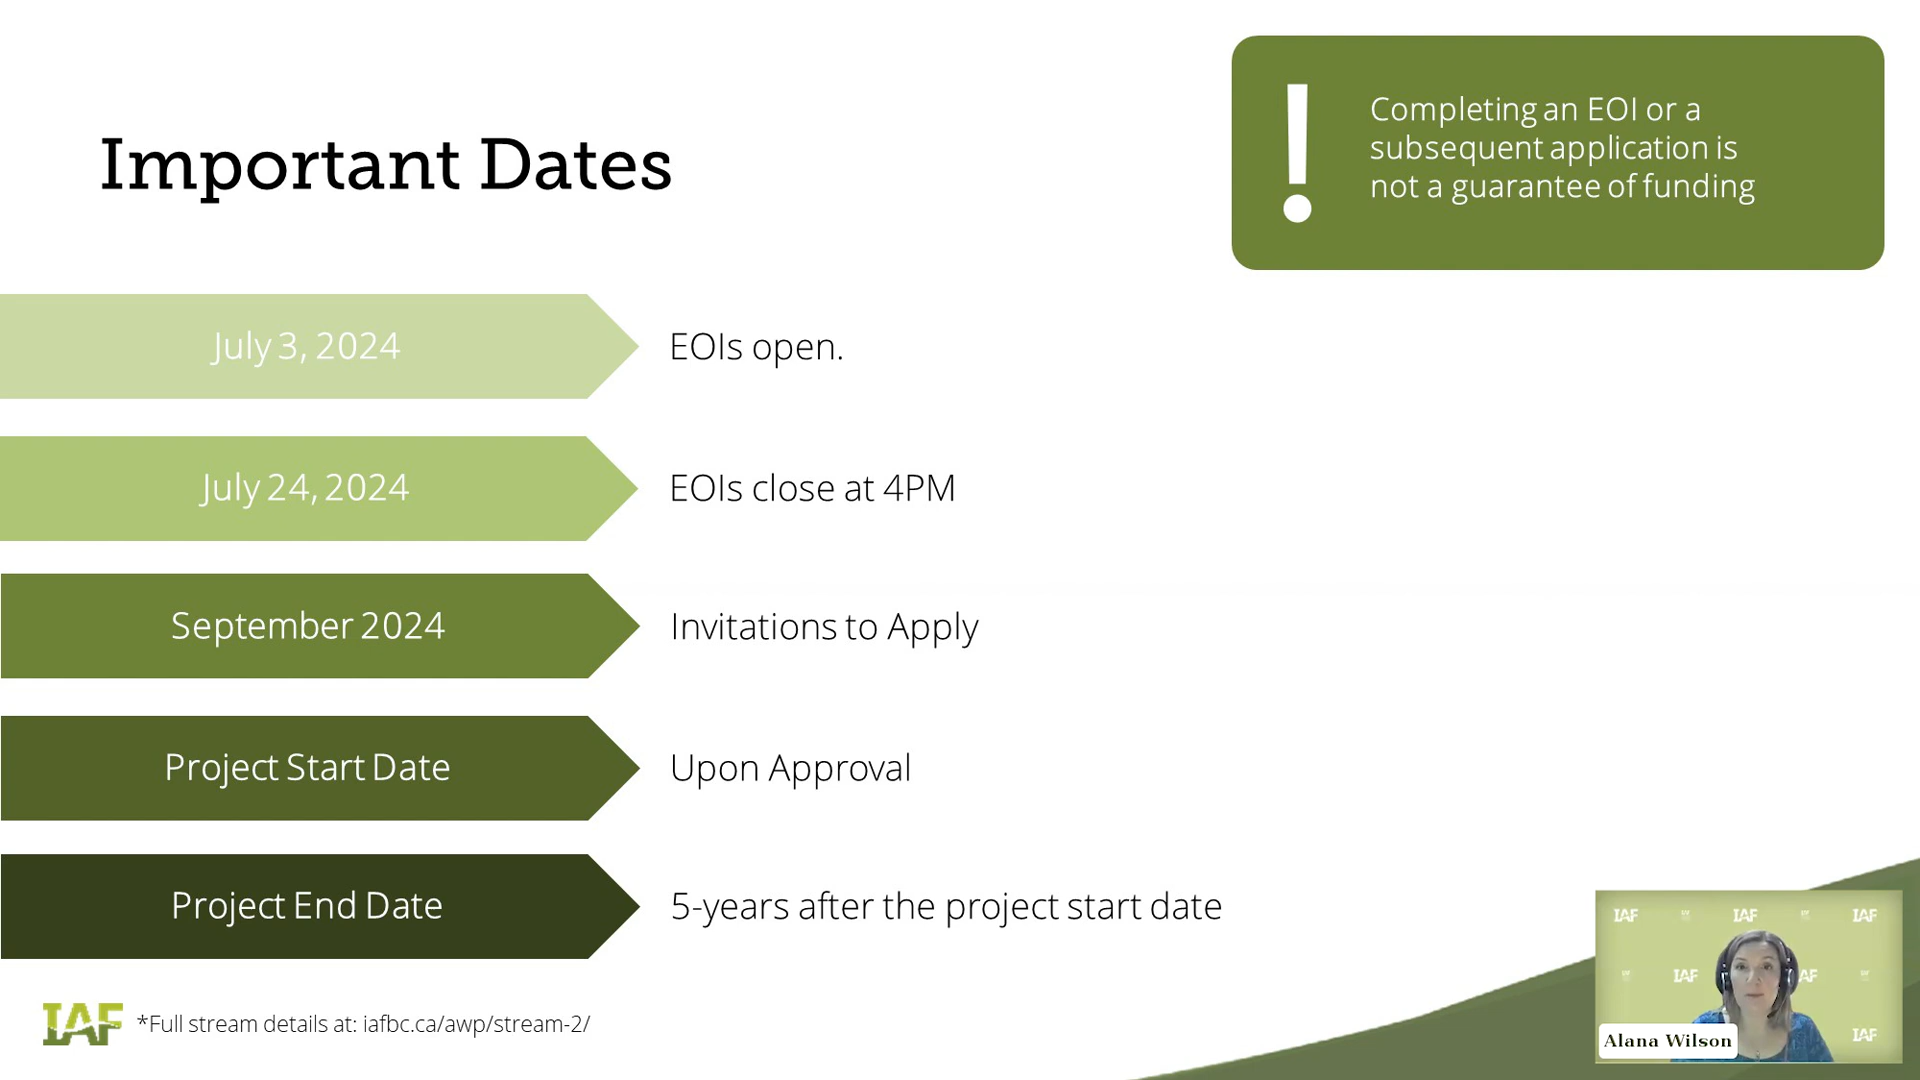 Important Dates
Completing an EOI or a
subsequent application is
not a guarantee of funding
July 3, 2024
EOIs open.
July 24, 2024
EOIs close at 4PM
September 2024
Invitations to Apply
Project Start Date
Upon Approval
Project End Date
5-years after the project start date
IAF
*Full stream details at: iafbc.ca/awp/stream-2/
IAF IAF IAF
IAF AF
IAF
Alana Wilson